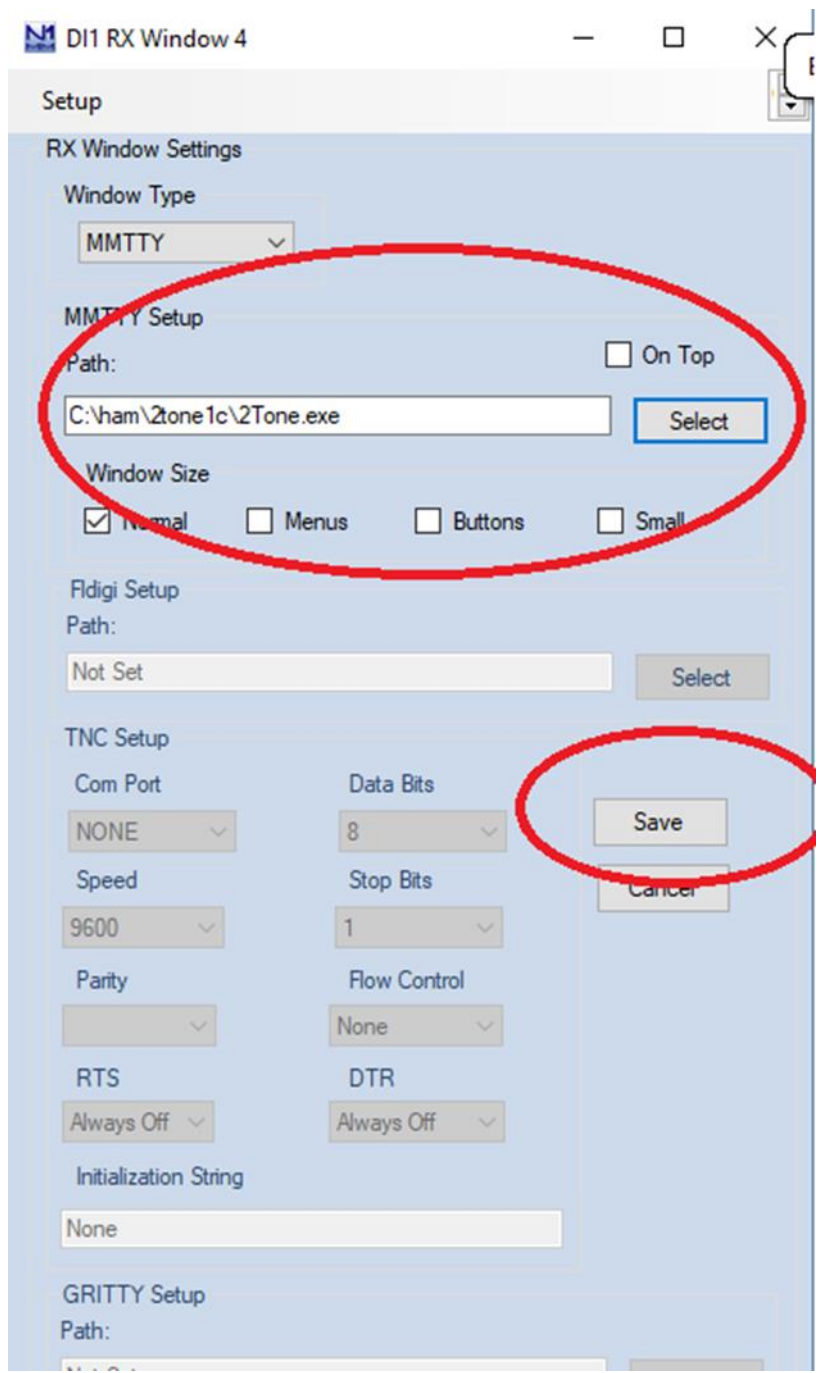 DI1 RX Window 4
Setup
RX Window Settings
Window Type
MMTTY
MMTTY Setup
Path:
On Top
C:\ham\2tone1c\2Tone.exe
Select
Window Size
Normal Menus Buttons Small
Fldigi Setup
Path:
Not Set
Select
TNC Setup
Com Port Data Bits
NONE 8
Save
Speed Stop Bits
Cancel
9600 1
Parity Flow Control
None
RTS DTR
Always Off Always Off
Initialization String
None
GRITTY Setup
Path: